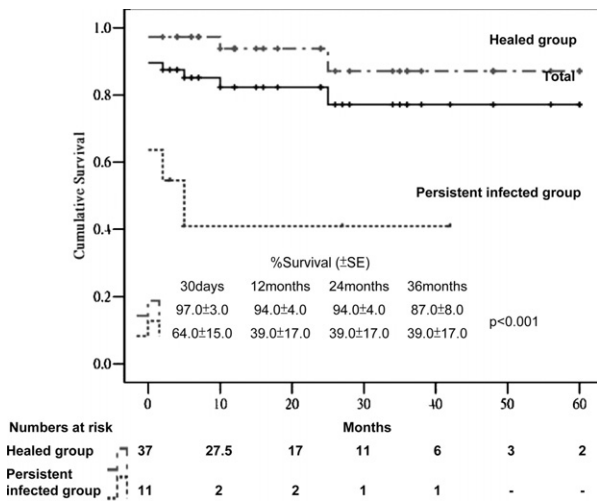 1.0
Healed group
Total
0.8
Cumulative Survival
0.6
Persistent infected group
0.4
%Survival (±SE)
30days 12months 24months 36months
0.2
97.0±3.0 94.0±4.0 94.0±4.0 87.0±8.0
p<0.001
64.0±15.0 39.0±17.0 39.0±17.0 39.0±17.0
0.0
0 10 20 30 40 50 60
Numbers at risk Months
Healed group 37 27.5 17 11 6 3 2
Persistent
infected group 11 2 2 1 1 - -